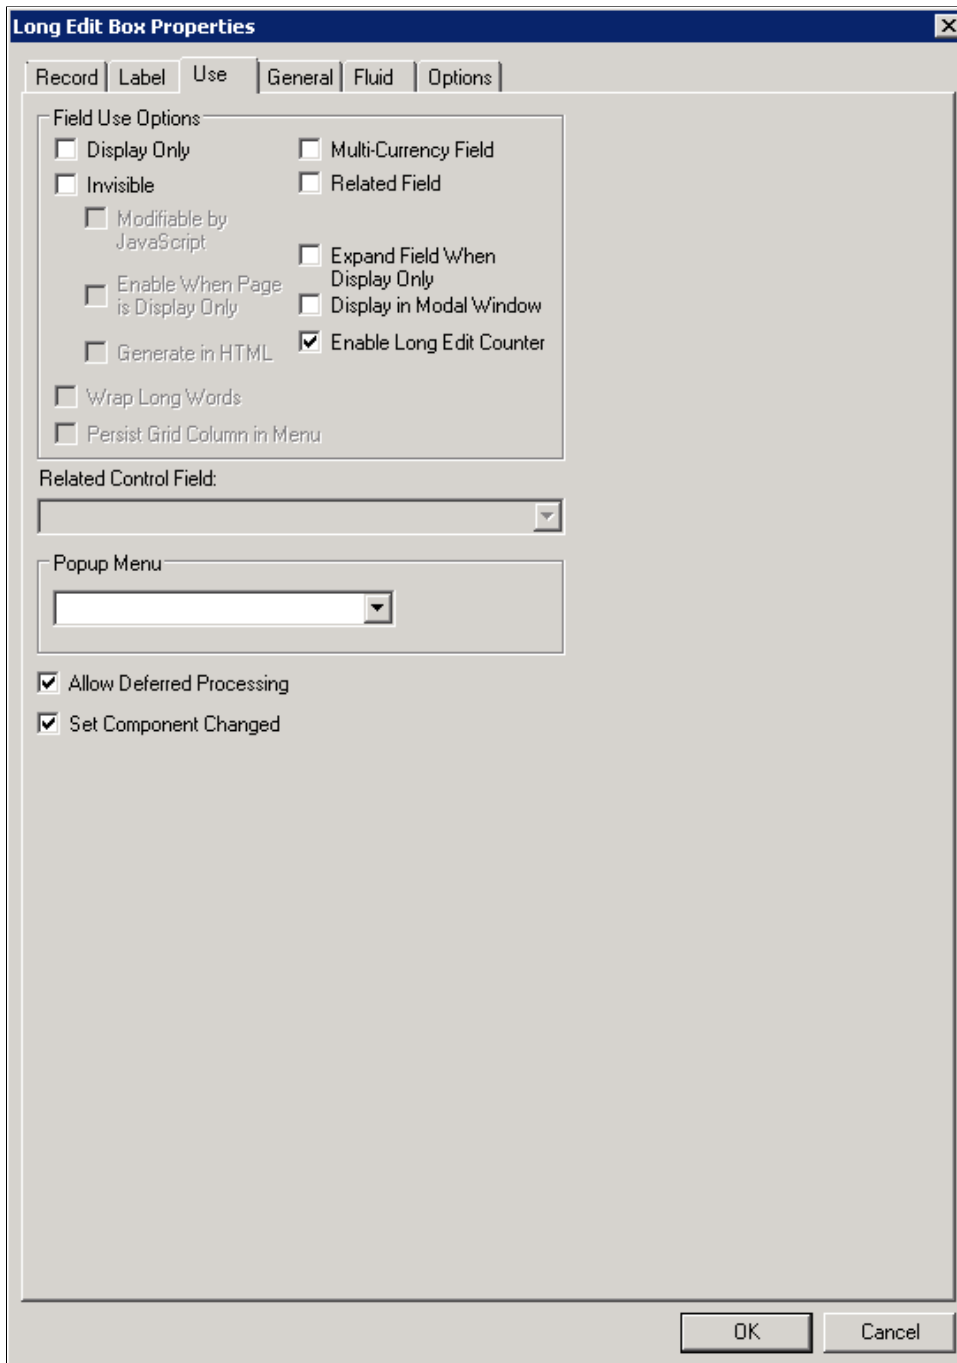 Long Edit Box Properties
Record Label Use General Fluid Options
Field Use Options
Display Only
Multi-Currency Field
Invisible
Related Field
Modifiable by
JavaScript
Expand Field When
Display Only
Enable When Page
is Display Only
Display in Modal Window
Generate in HTML
Enable Long Edit Counter
Wrap Long Words
Persist Grid Column in Menu
Related Control Field:
Popup Menu
Allow Deferred Processing
Set Component Changed
OK Cancel